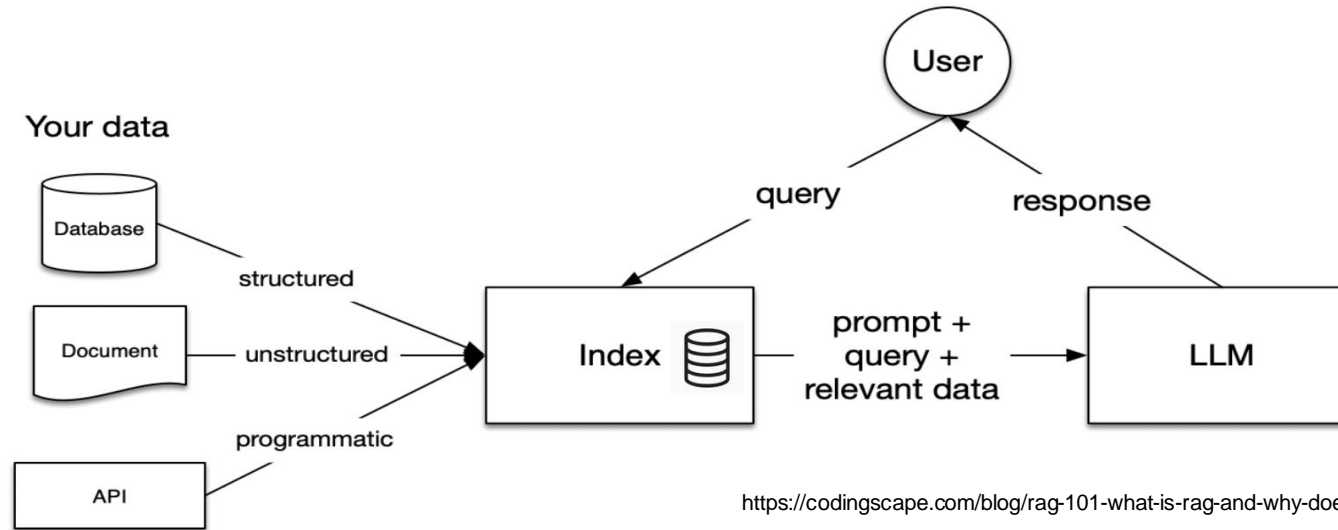 User
Your data
query
response
Database
structured
Document
unstructured
Index
prompt +
query +
relevant data
LLM
programmatic
API
https://codingscape.com/blog/rag-101-what-is-rag-and-why-doe